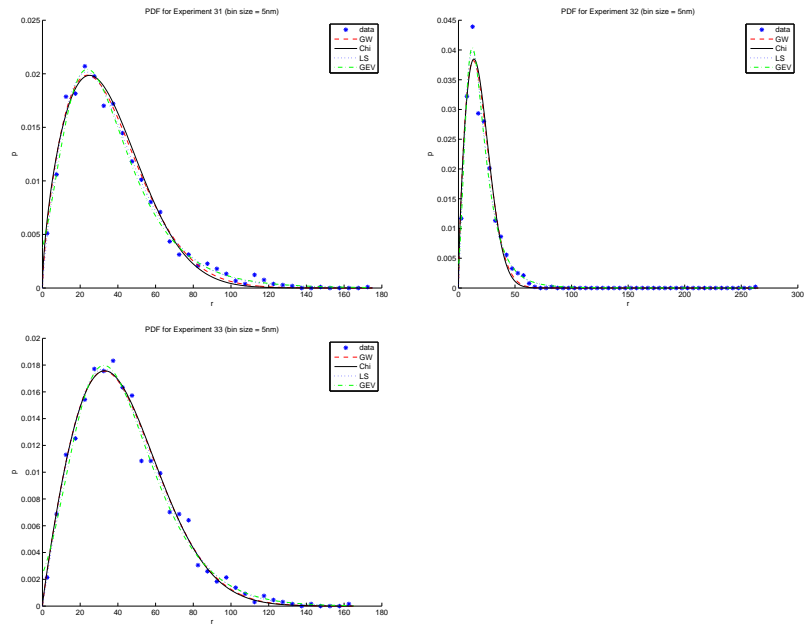 PDF for Experiment 31 (bin size = 5nm)
0.025
0.02
0.015
0.01
0.005
0
p
0 20 40 60 80 100 120 140 160 180
r
data
GW
Chi
LS
GEV
PDF for Experiment 32 (bin size = 5nm)
0.045
0.04
0.035
0.03
0.025
0.02
0.015
0.01
0.005
0
p
0 50 100 150 200 250 300
r
data
GW
Chi
LS
GEV
PDF for Experiment 33 (bin size = 5nm)
0.02
0.018
0.016
0.014
0.012
0.01
0.008
0.006
0.004
0.002
0
p
0 20 40 60 80 100 120 140 160 180
r
data
GW
Chi
LS
GEV